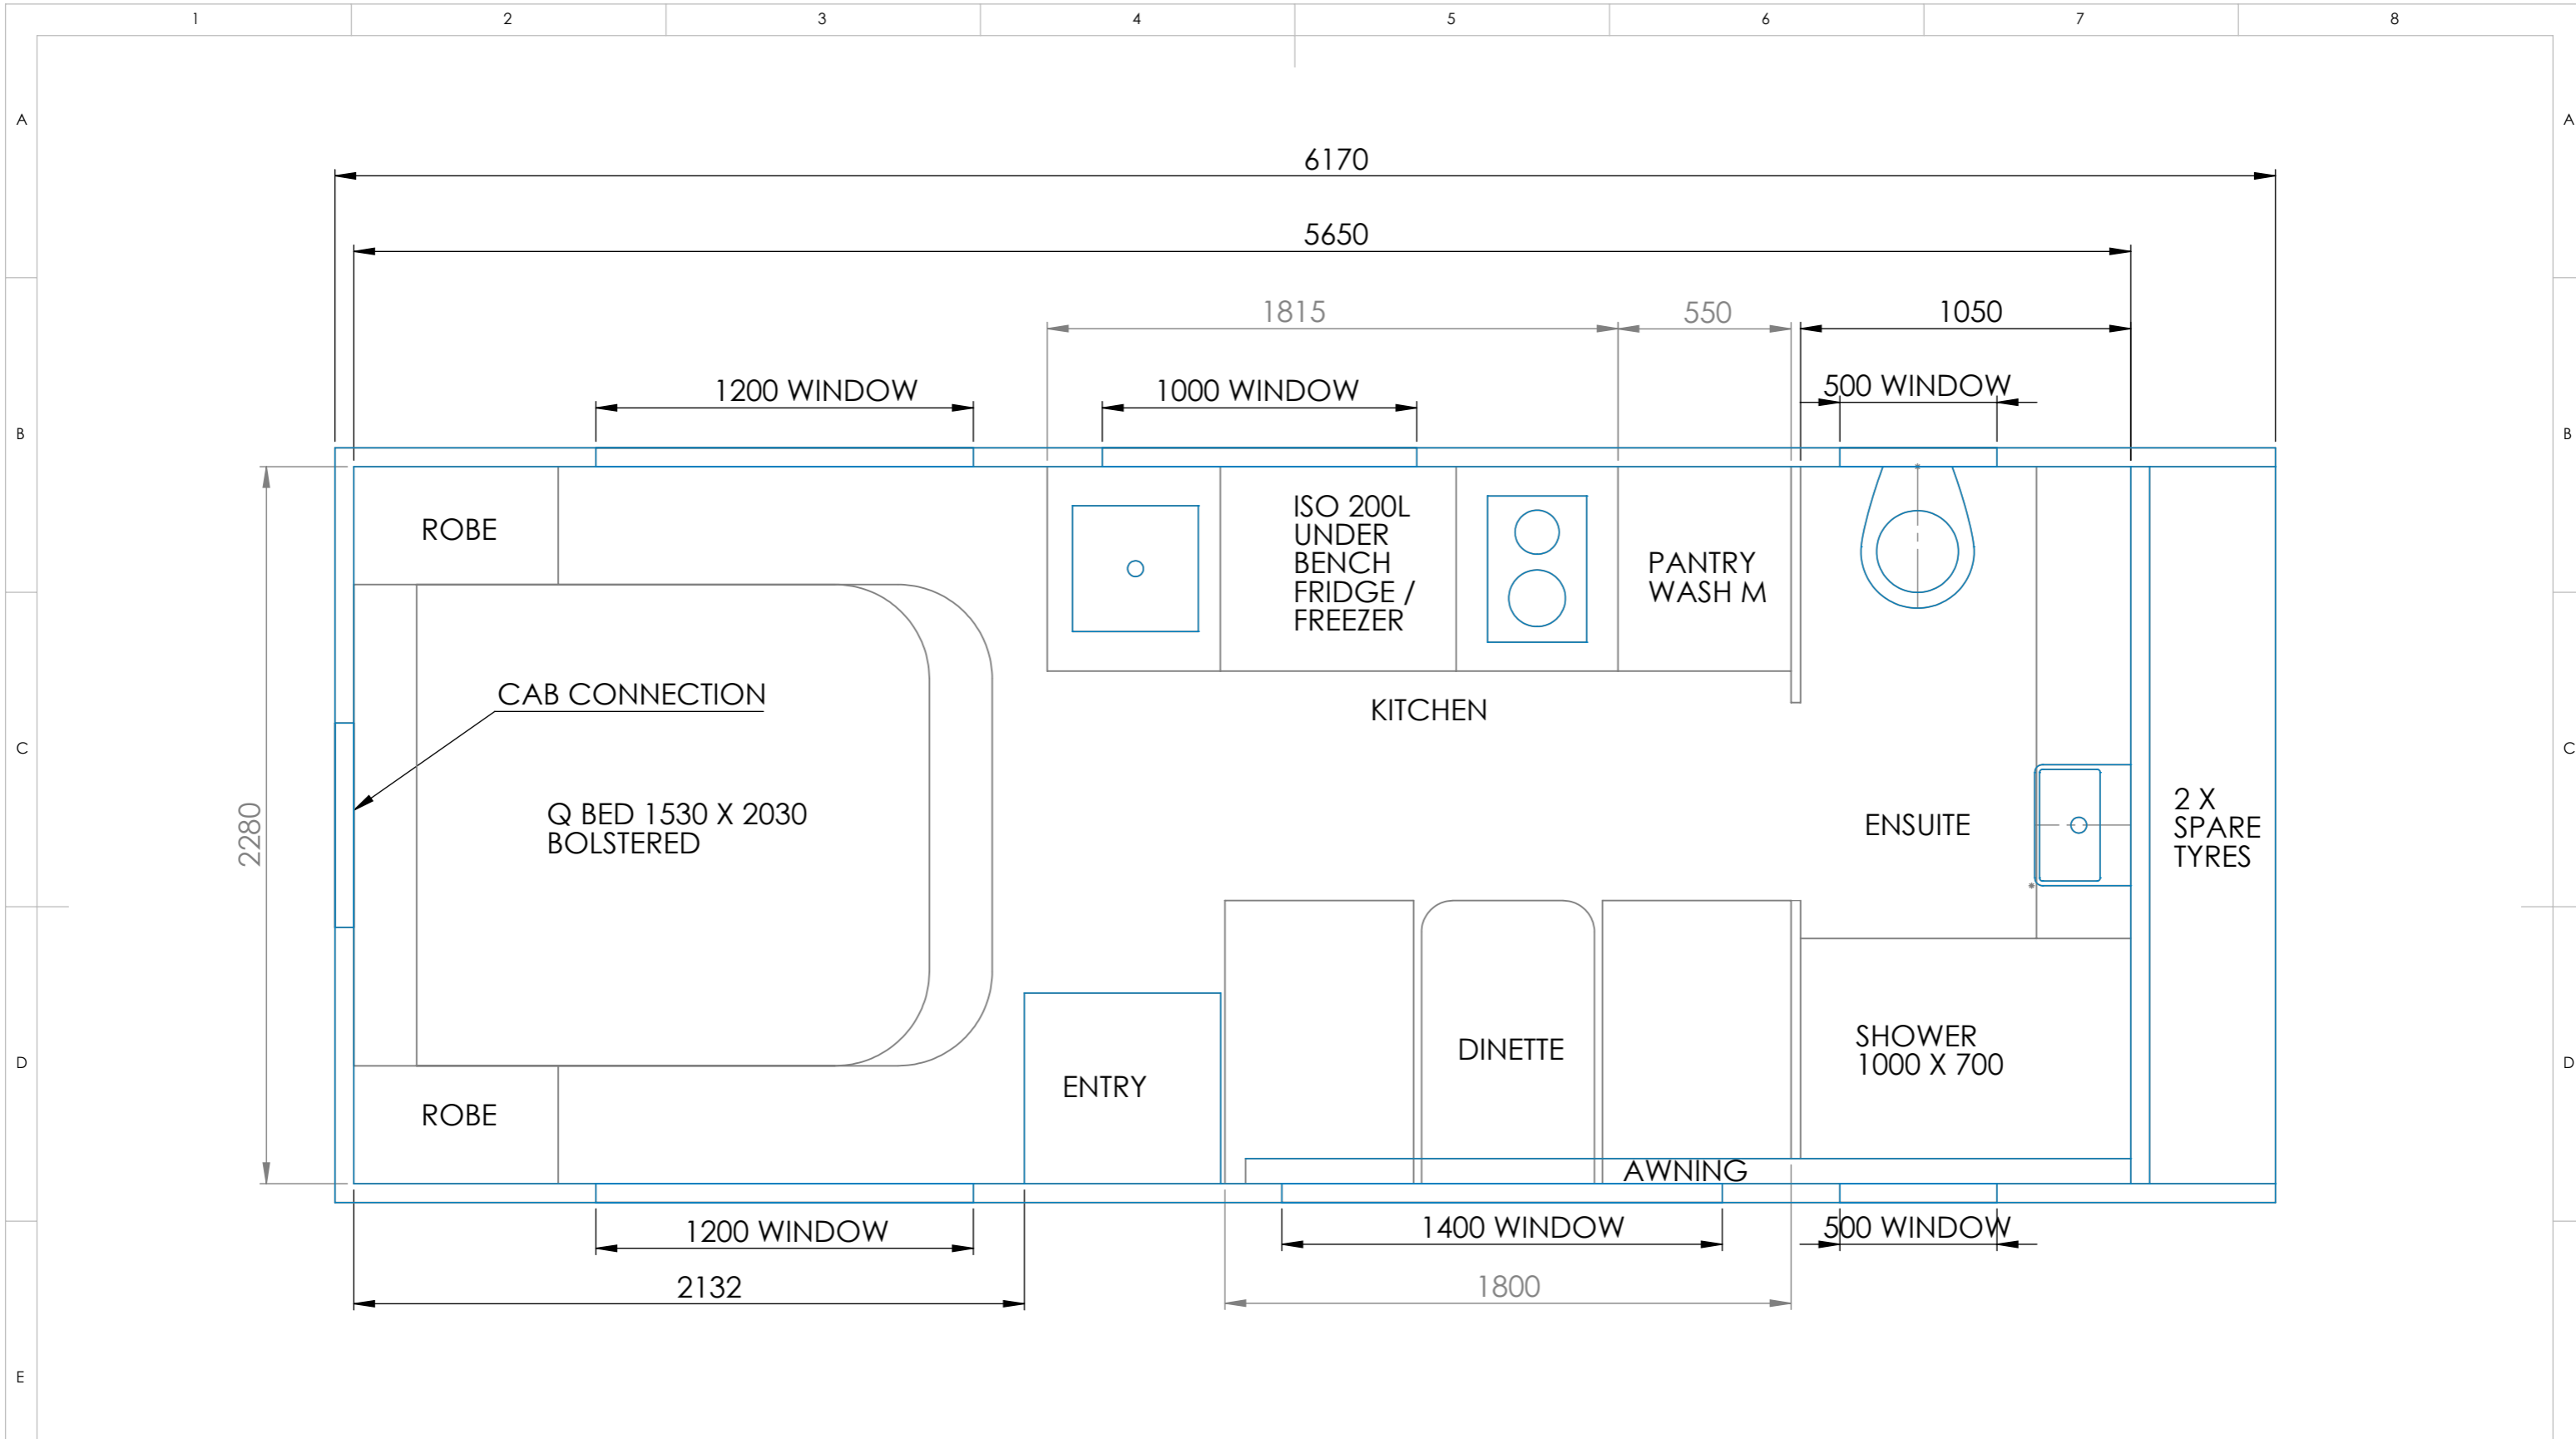 1 2 3 4 5 6 7 8
A A
6170
5650
1815 550 1050
1200 WINDOW 1000 WINDOW 500 WINDOW
B B
ROBE
ISO 200L
UNDER
BENCH
FRIDGE /
FREEZER
PANTRY
WASH M
CAB CONNECTION
KITCHEN
C C
2280
Q BED 1530 X 2030
BOLSTERED
ENSUITE
2 X
SPARE
TYRES
D D
ROBE
ENTRY
DINETTE
SHOWER
1000 X 700
AWNING
1200 WINDOW 1400 WINDOW 500 WINDOW
2132 1800
E